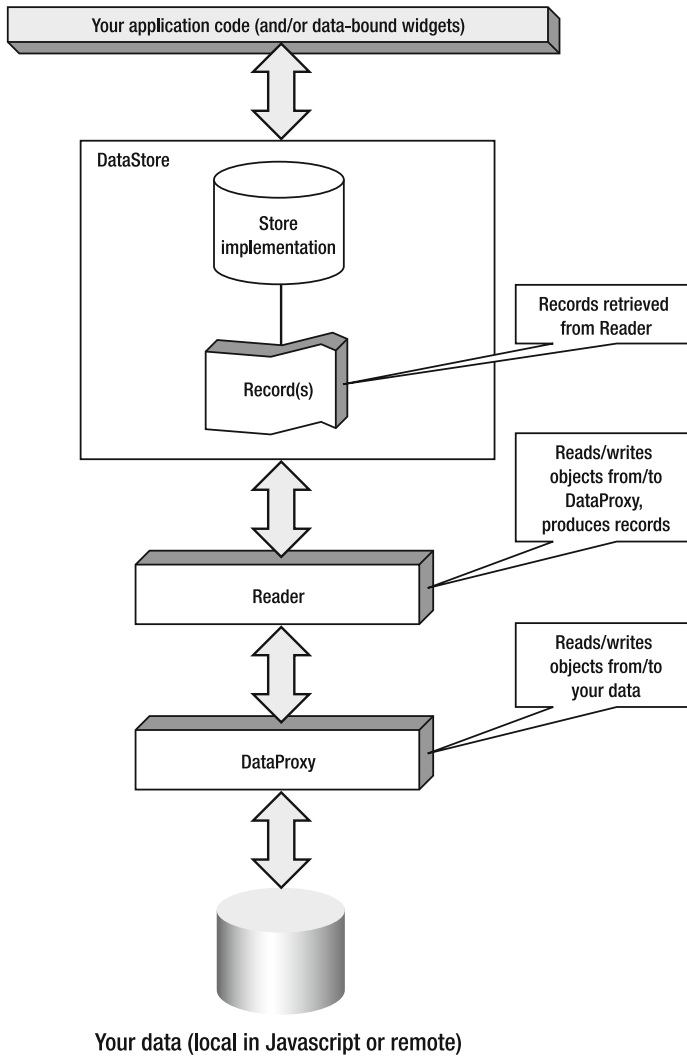 Your application code (and/or data-bound widgets)
DataStore
Store
implementation
Records retrieved
from Reader
Record(s)
Reads/writes
objects from/to
DataProxy,
produces records
Reader
Reads/writes
objects from/to
your data
DataProxy
Your data (local in Javascript or remote)